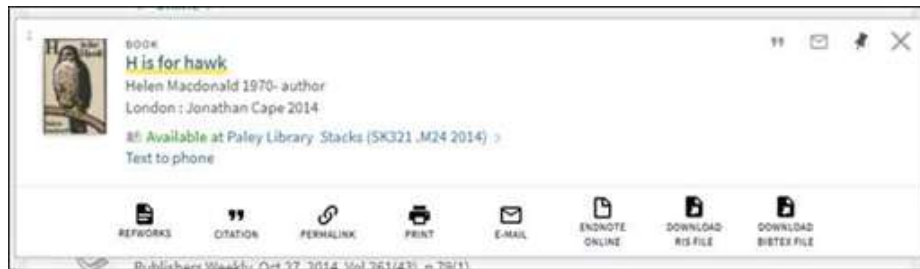 BOOK
H is for hawk
Helen Macdonald 1970- author
London : Jonathan Cape 2014
Available at Paley Library Stacks (SK321 .M24 2014) >
Text to phone
REFWORKS
CITATION
PERMALINK
PRINT
E-MAIL
ENDNOTE
ONLINE
DOWNLOAD
RIS FILE
DOWNLOAD
BIBTEX FILE
Publishers Weekly, Oct 27, 2014, Vol.261(43), p.79(1)